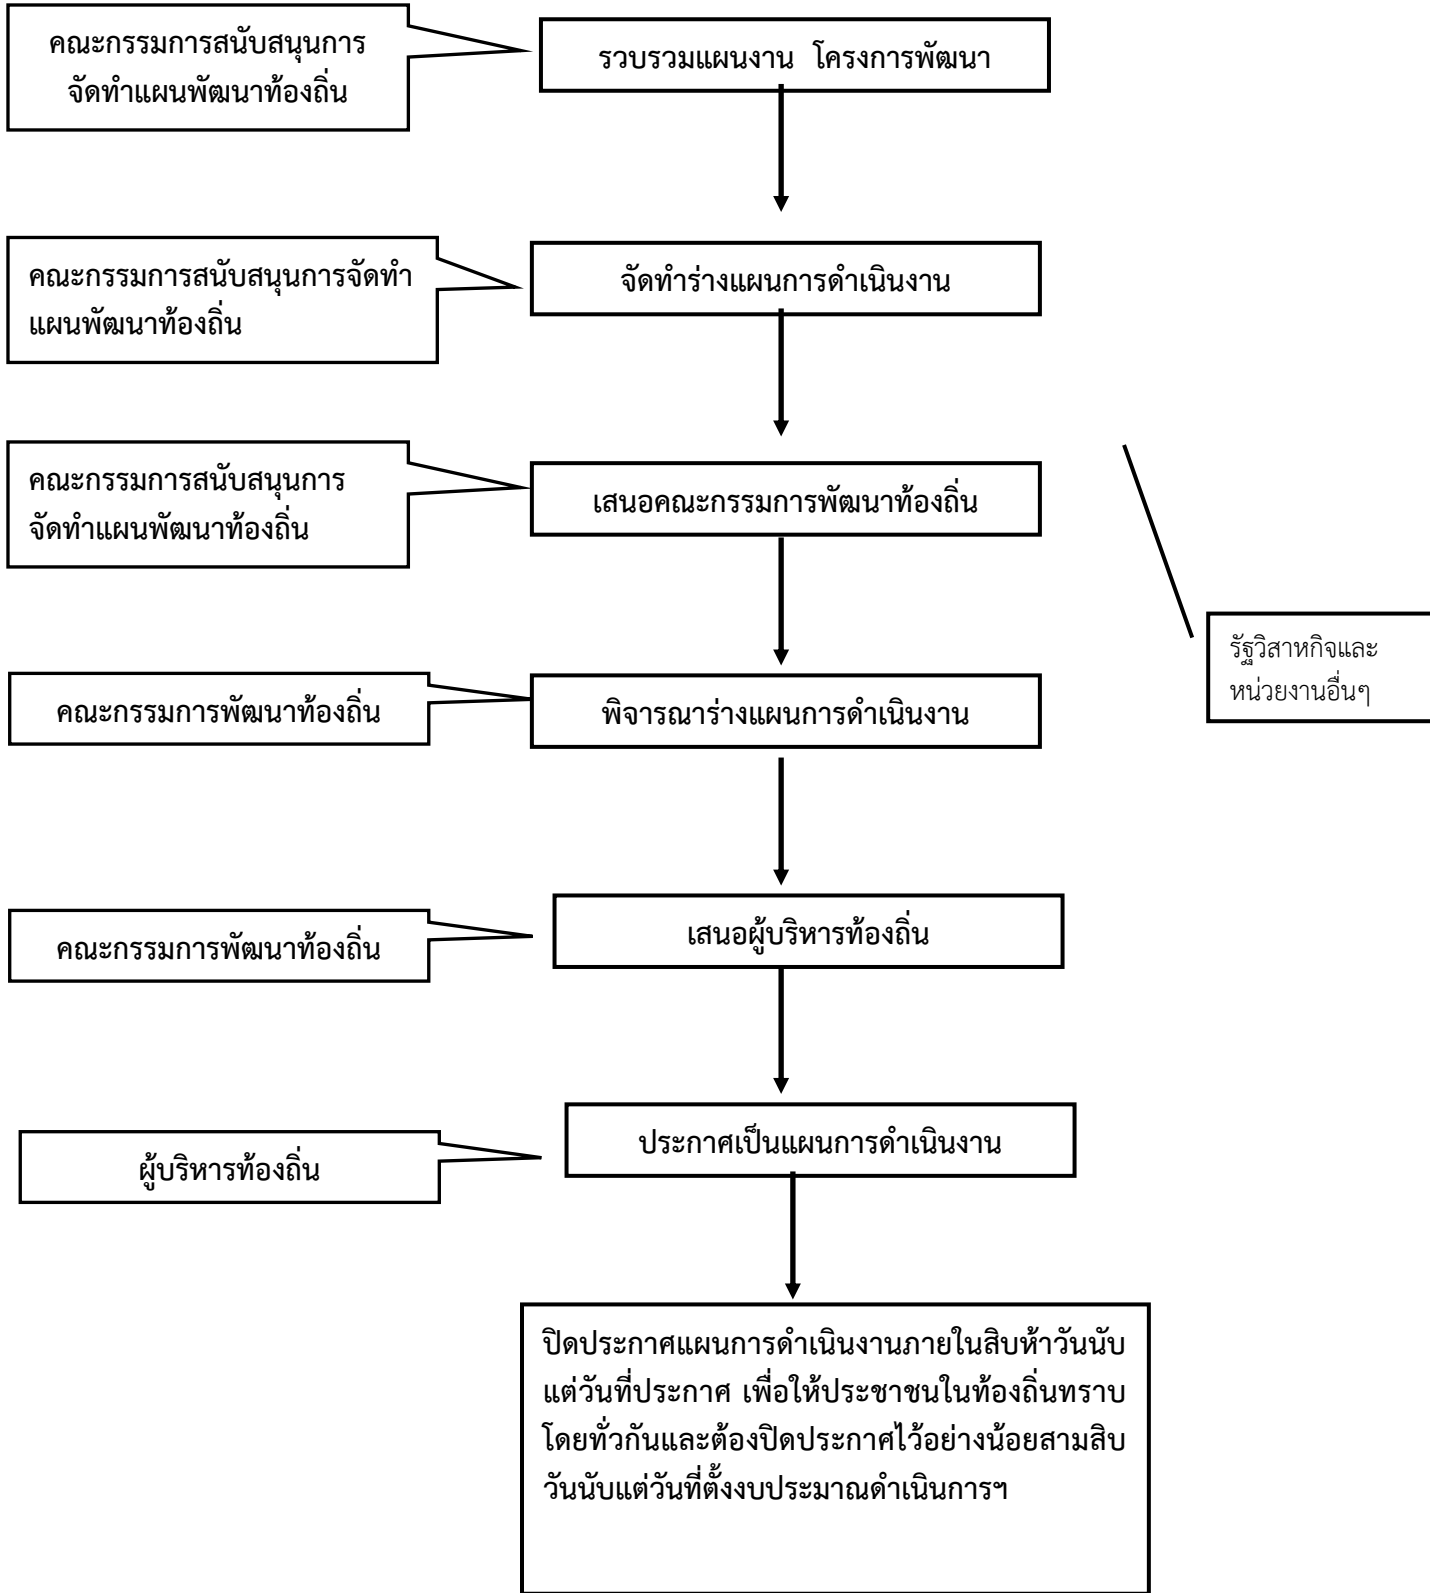 คณะกรรมการสนับสนุนการ
จัดทำแผนพัฒนาท้องถิ่น
รวบรวมแผนงาน โครงการพัฒนา
คณะกรรมการสนับสนุนการจัดทำ
แผนพัฒนาท้องถิ่น
จัดทำร่างแผนการดำเนินงาน
คณะกรรมการสนับสนุนการ
จัดทำแผนพัฒนาท้องถิ่น
เสนอคณะกรรมการพัฒนาท้องถิ่น
รัฐวิสาหกิจและ
หน่วยงานอื่นๆ
คณะกรรมการพัฒนาท้องถิ่น
พิจารณาร่างแผนการดำเนินงาน
คณะกรรมการพัฒนาท้องถิ่น
เสนอผู้บริหารท้องถิ่น
ผู้บริหารท้องถิ่น
ประกาศเป็นแผนการดำเนินงาน
ปิดประกาศแผนการดำเนินงานภายในสิบห้าวันนับ
แต่วันที่ประกาศ เพื่อให้ประชาชนในท้องถิ่นทราบ
โดยทั่วกันและต้องปิดประกาศไว้อย่างน้อยสามสิบ
วันนับแต่วันที่ตั้งงบประมาณดำเนินการฯ